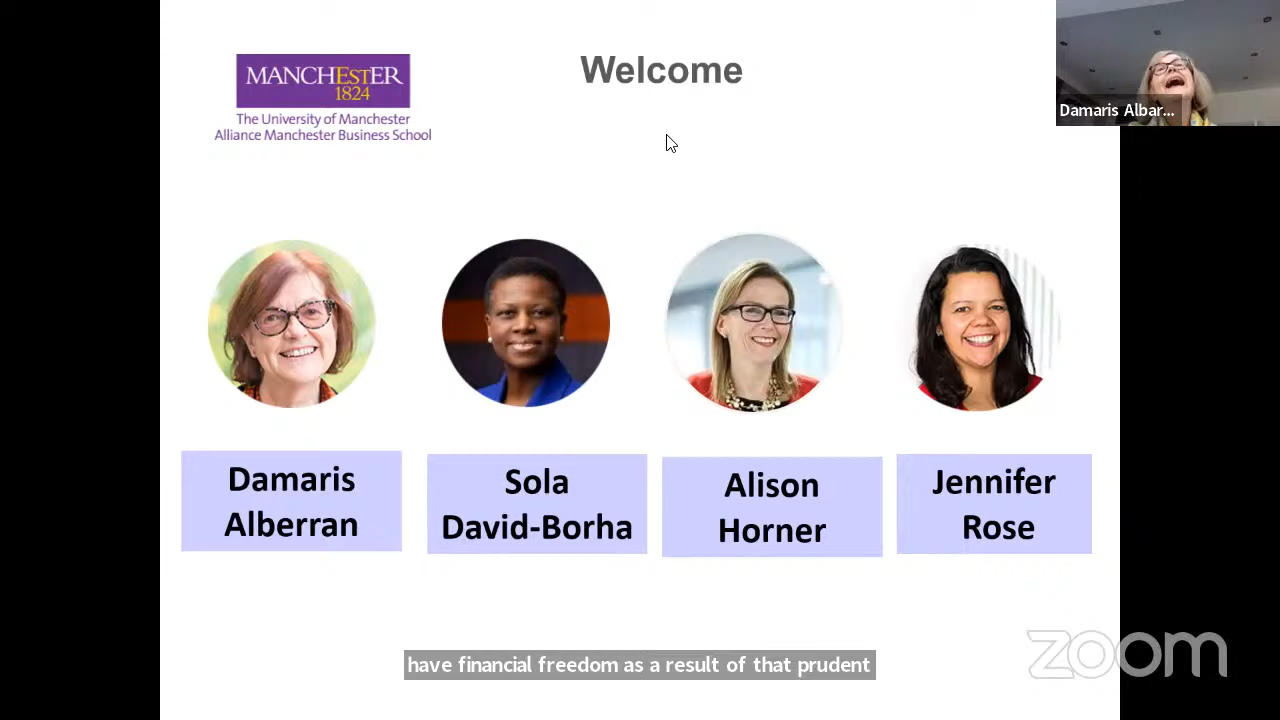 MANCHESTER
1824
The University of Manchester
Alliance Manchester Business School
Welcome
Damaris Albar...
Damaris
Alberran
Sola
David-Borha
Alison
Horner
Jennifer
Rose
have financial freedom as a result of that prudent
zoom